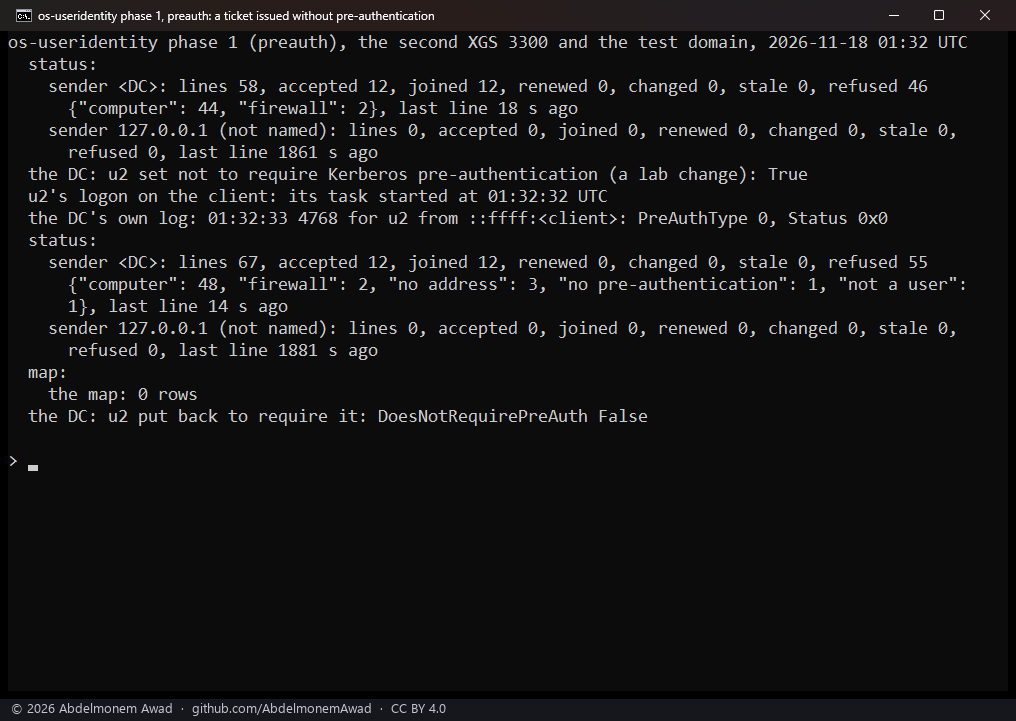 os-useridentity phase 1, preauth: a ticket issued without pre-authentication
os-useridentity phase 1 (preauth), the second XGS 3300 and the test domain, 2026-11-18 01:32 UTC
status:
sender <DC>: lines 58, accepted 12, joined 12, renewed 0, changed 0, stale 0, refused 46
{"computer": 44, "firewall": 2}, last line 18 s ago
sender 127.0.0.1 (not named): lines 0, accepted 0, joined 0, renewed 0, changed 0, stale 0,
refused 0, last line 1861 s ago
the DC: u2 set not to require Kerberos pre-authentication (a lab change): True
u2's logon on the client: its task started at 01:32:32 UTC
the DC's own log: 01:32:33 4768 for u2 from ::ffff:<client>: PreAuthType 0, Status 0x0
status:
sender <DC>: lines 67, accepted 12, joined 12, renewed 0, changed 0, stale 0, refused 55
{"computer": 48, "firewall": 2, "no address": 3, "no pre-authentication": 1, "not a user":
1}, last line 14 s ago
sender 127.0.0.1 (not named): lines 0, accepted 0, joined 0, renewed 0, changed 0, stale 0,
refused 0, last line 1881 s ago
map:
the map: 0 rows
the DC: u2 put back to require it: DoesNotRequirePreAuth False
>
© 2026 Abdelmonem Awad · github.com/AbdelmonemAwad · CC BY 4.0